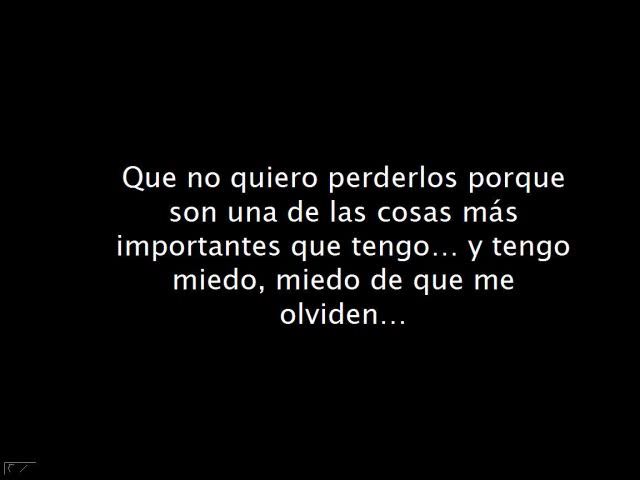 Que no quiero perderlos porque
son una de las cosas más
importantes que tengo... y tengo
miedo, miedo de que me
olviden...